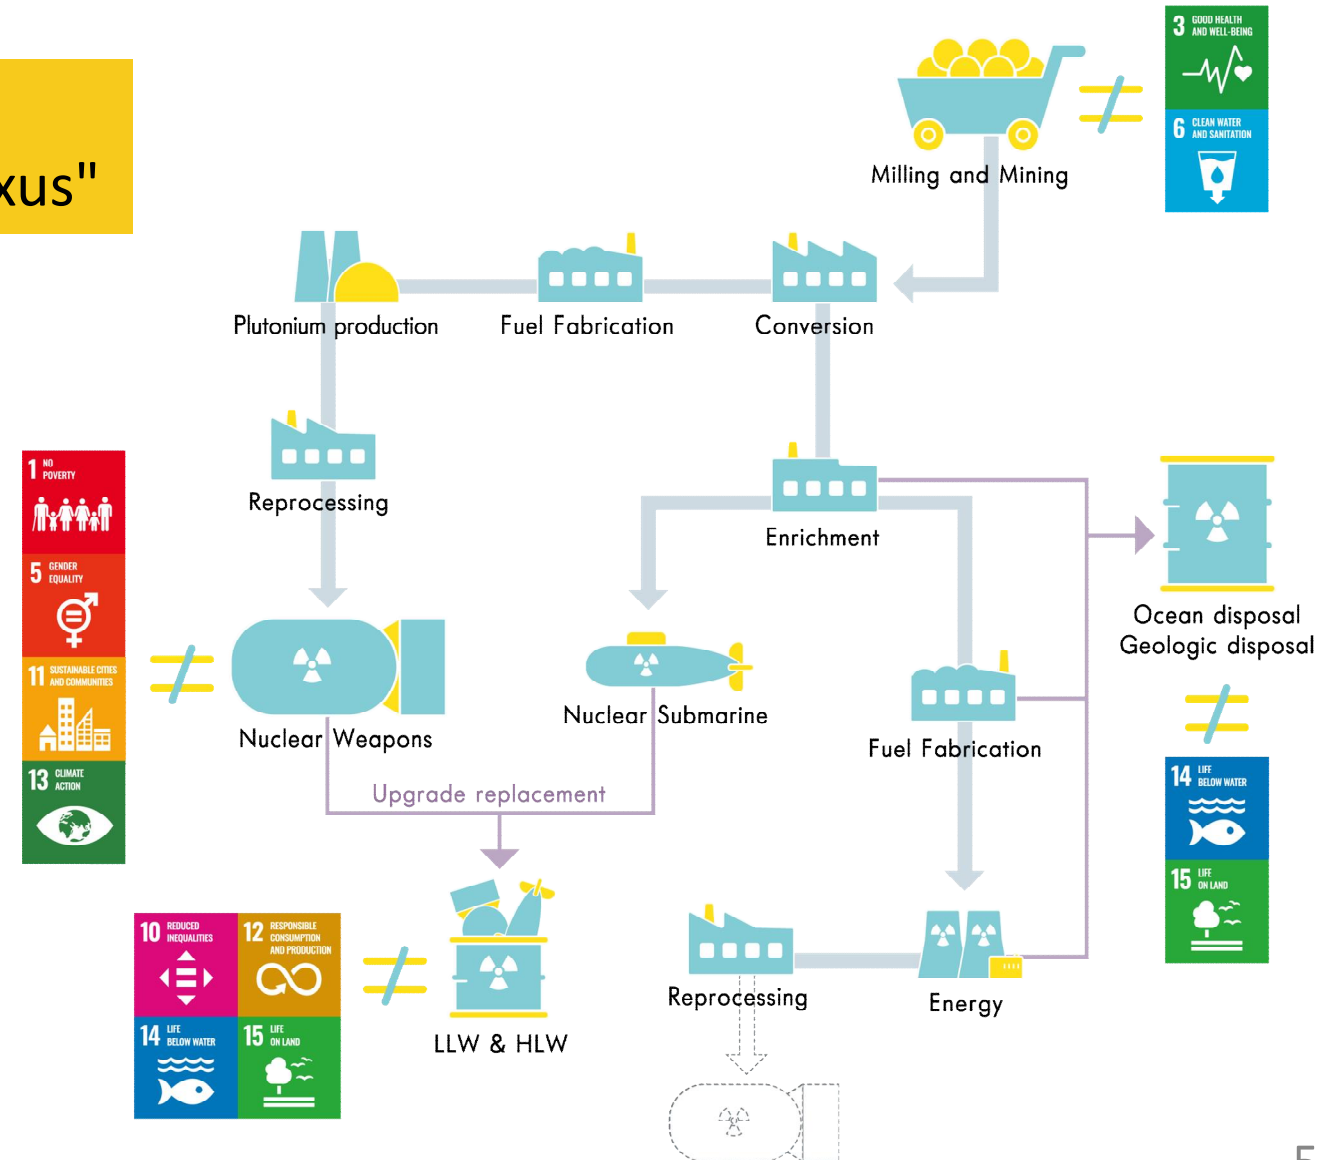 xus"
3 GOOD HEALTH
AND WELL-BEING
6 CLEAN WATER
AND SANITATION
Milling and Mining
Plutonium production
Fuel Fabrication
Conversion
Reprocessing
Enrichment
1 NO
POVERTY
5 GENDER
EQUALITY
11 SUSTAINABLE CITIES
AND COMMUNITIES
13 CLIMATE
ACTION
Ocean disposal
Geologic disposal
Nuclear Weapons
Nuclear Submarine
Fuel Fabrication
Upgrade replacement
14 LIFE
BELOW WATER
15 LIFE
ON LAND
10 REDUCED
INEQUALITIES
12 RESPONSIBLE
CONSUMPTION
AND PRODUCTION
14 LIFE
BELOW WATER
15 LIFE
ON LAND
LLW & HLW
Reprocessing
Energy